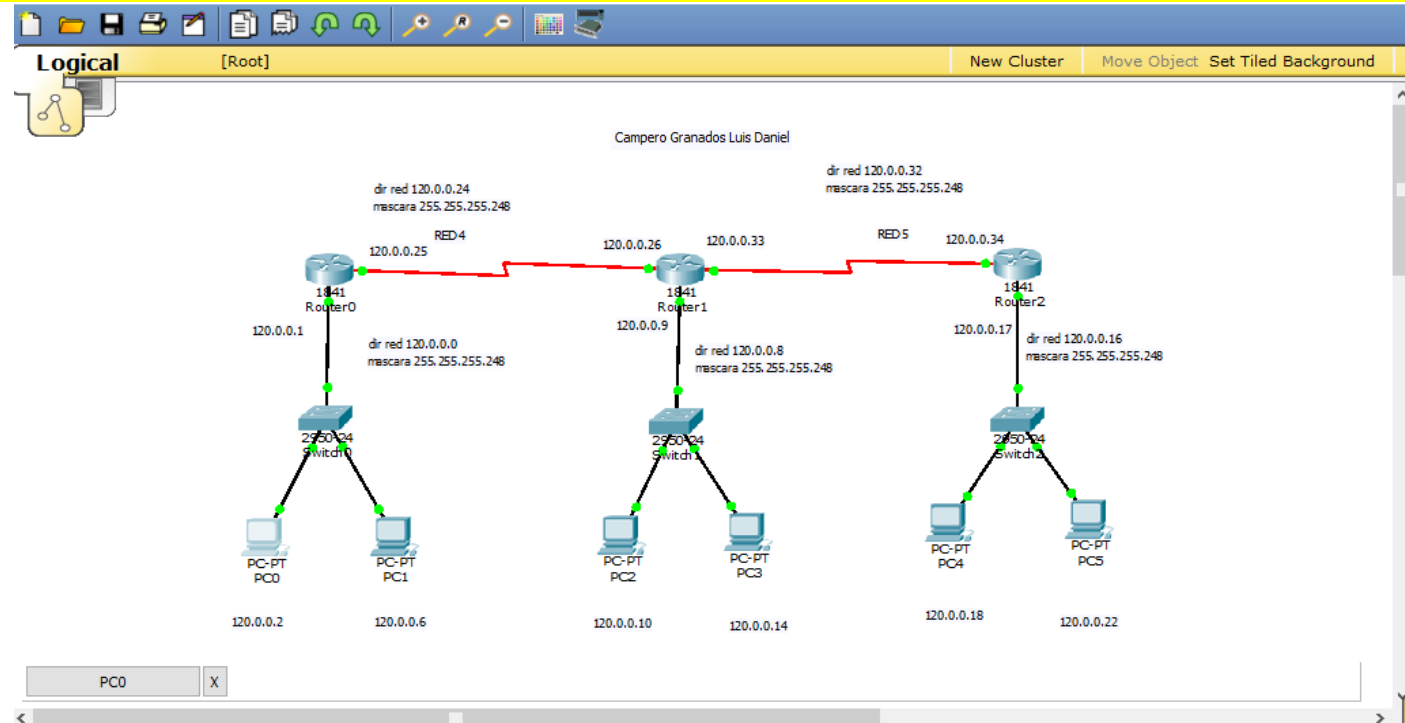 Logical
[Root]
New Cluster
Move Object
Set Tiled Background
Campero Granados Luis Daniel
dir red 120.0.0.24
mascara 255.255.255.248
dir red 120.0.0.32
mascara 255.255.255.248
RED4
120.0.0.25
120.0.0.26
120.0.0.33
RED5
120.0.0.34
1841
Router0
1841
Router1
1841
Router2
120.0.0.1
120.0.0.9
120.0.0.17
dir red 120.0.0.0
mascara 255.255.255.248
dir red 120.0.0.8
mascara 255.255.255.248
dir red 120.0.0.16
mascara 255.255.255.248
2950-24
Switch0
2950-24
Switch1
2950-24
Switch2
PC-PT
PC0
PC-PT
PC1
PC-PT
PC2
PC-PT
PC3
PC-PT
PC4
PC-PT
PC5
120.0.0.2
120.0.0.6
120.0.0.10
120.0.0.14
120.0.0.18
120.0.0.22
PC0
X